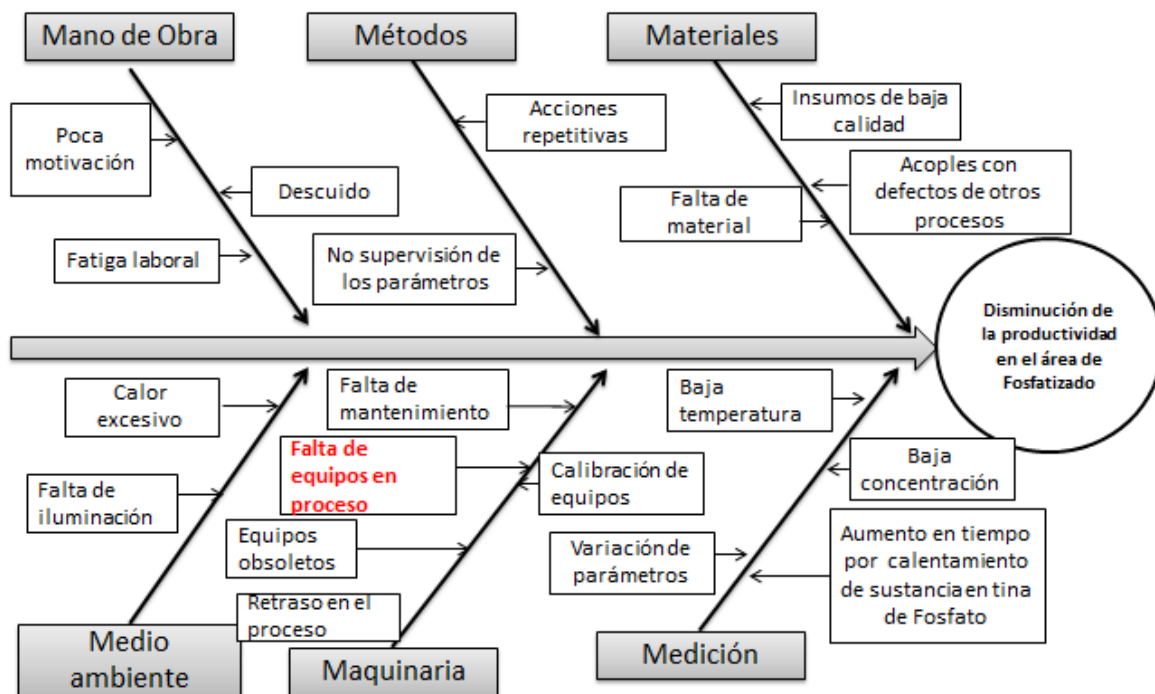 Mano de Obra
Métodos
Materiales
Poca
motivación
Descuido
Fatiga laboral
Acciones
repetitivas
No supervisión de
los parámetros
Insumos de baja
calidad
Acoples con
defectos de otros
procesos
Falta de
material
Disminución de
la productividad
en el área de
Fosfatizado
Calor
excesivo
Falta de
iluminación
Falta de
mantenimiento
Falta de
equipos en
proceso
Calibración de
equipos
Equipos
obsoletos
Retraso en el
proceso
Baja
temperatura
Baja
concentración
Variación de
parámetros
Aumento en tiempo
por calentamiento
de sustancia en tina
de Fosfato
Medio
ambiente
Maquinaria
Medición